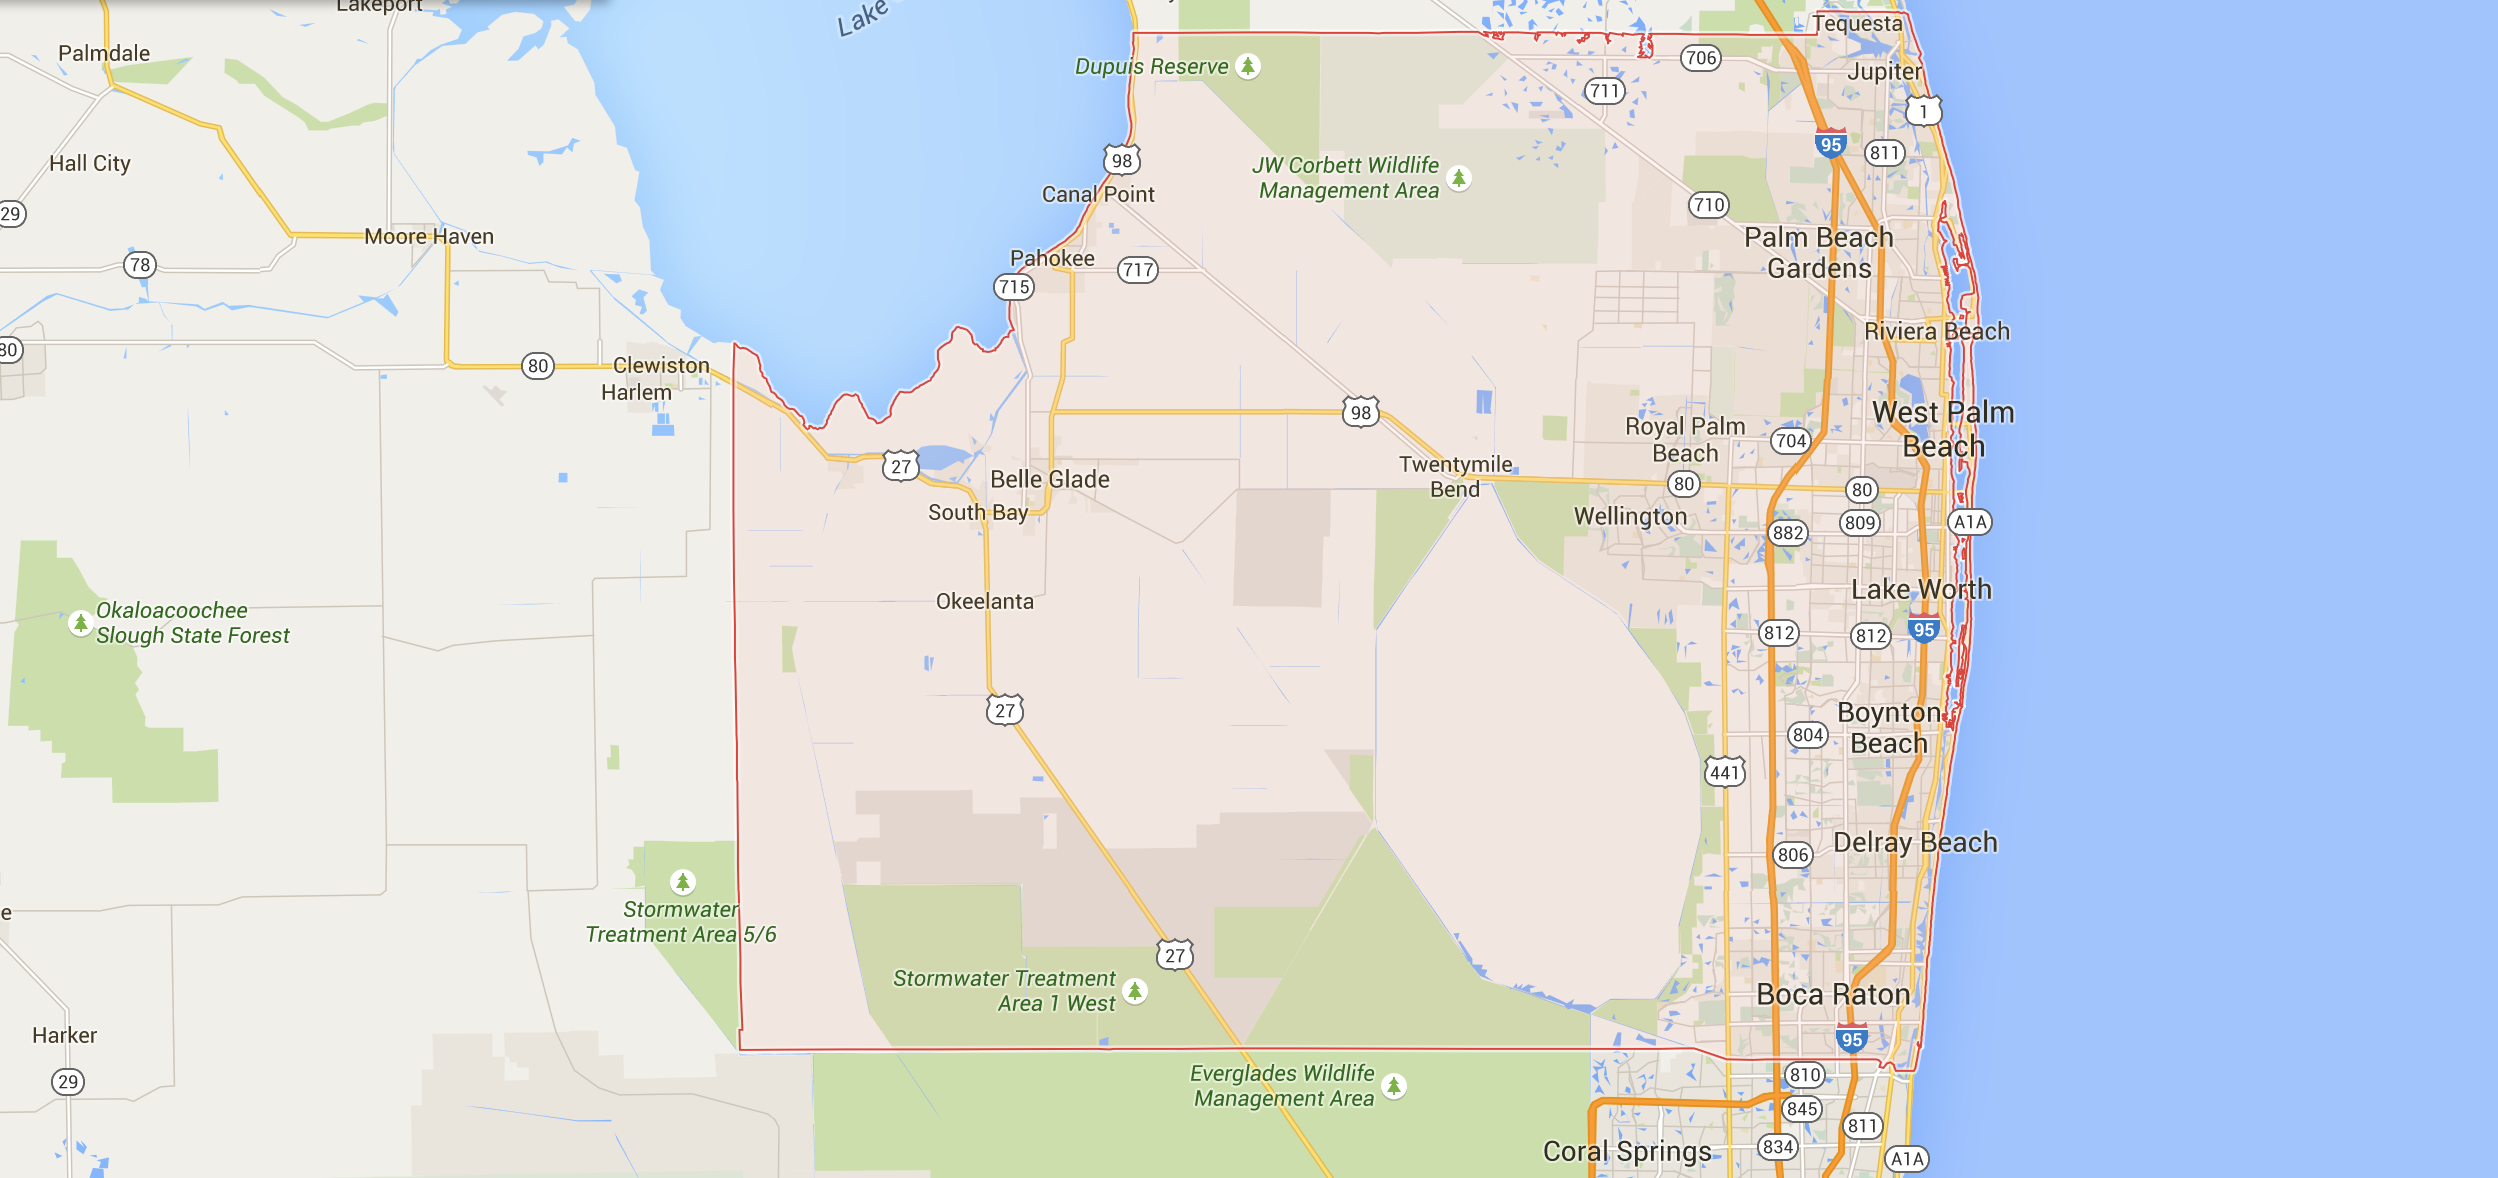 Lakeport
Lake
Tequesta
Palmdale
Dupuis Reserve
706
Jupiter
711
1
95
811
Hall City
98
JW Corbett Wildlife
Management Area
Canal Point
29
710
Moore Haven
Palm Beach
Gardens
78
Pahokee
717
715
Riviera Beach
80
80
Clewiston
Harlem
98
West Palm
Beach
Royal Palm
Beach
704
27
Belle Glade
Twentymile
Bend
80
80
South Bay
Wellington
809
A1A
882
Okeelanta
Lake Worth
Okaloacoochee
Slough State Forest
95
812
812
27
Boynton
Beach
804
441
Delray Beach
806
e
Stormwater
Treatment Area 5/6
27
Stormwater Treatment
Area 1 West
Boca Raton
Harker
95
29
Everglades Wildlife
Management Area
810
845
811
Coral Springs
834
A1A